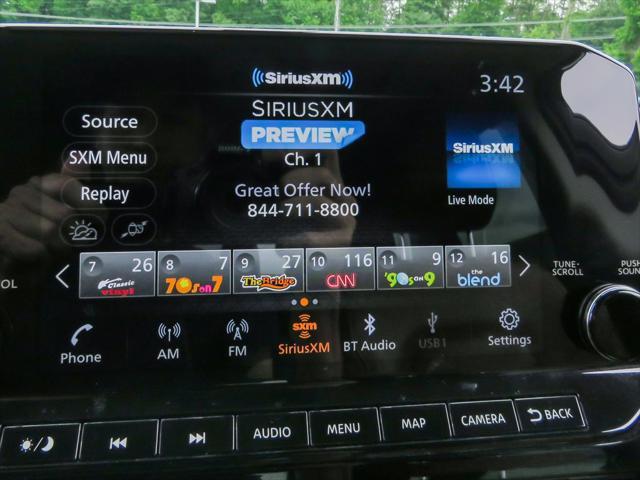 ((SiriusXM))
3:42
SIRIUSXM
PREVIEW
Ch. 1
Great Offer Now!
844-711-8800
Source
SXM Menu
Replay
SiriusXM
Live Mode
7 26 Classic vinyl
8 7 70s on 7
9 27 The Bridge
10 116 CNN
11 9 '90s on 9
12 16 the blend
OL
TUNE-
SCROLL
PUSH
SOUN
Phone
AM
FM
sxm
SiriusXM
BT Audio
USB1
Settings
AUDIO
MENU
MAP
CAMERA
BACK